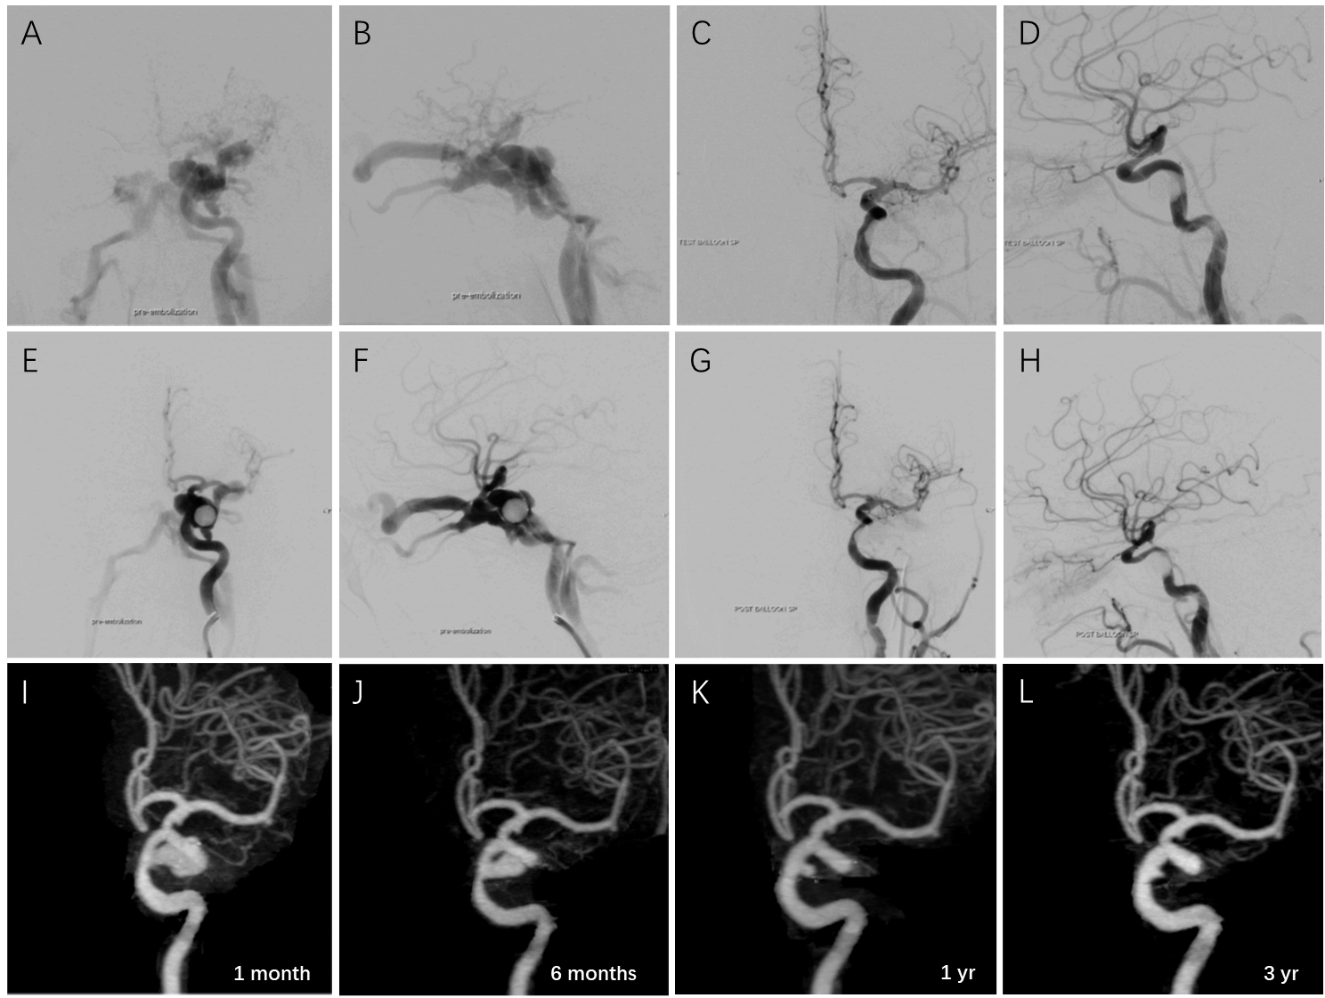 A
B
C
D
pre-embolization
pre-embolization
TEST BALLOON SP
TEST BALLOON SP
E
F
G
H
pre-embolization
pre-embolization
POST BALLOON SP
POST BALLOON SP
I
J
K
L
1 month
6 months
1 yr
3 yr